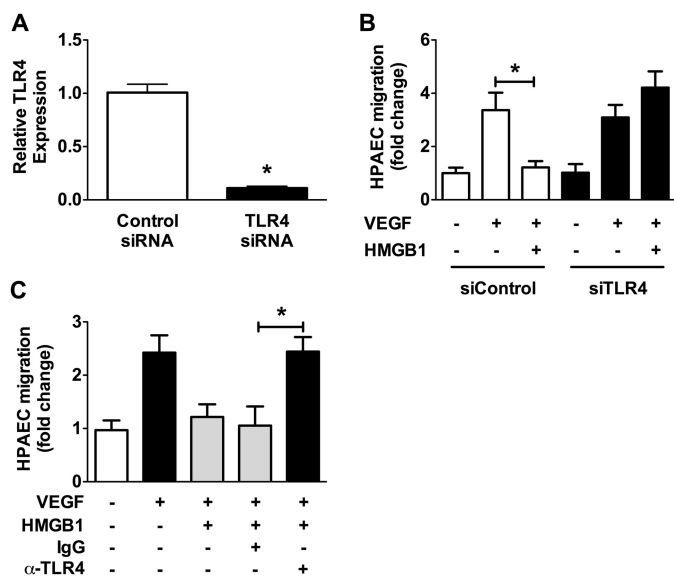 A
Relative TLR4
Expression
1.5
1.0
0.5
0.0
*
Control
siRNA
TLR4
siRNA
B
HPAEC migration
(fold change)
6
4
2
0
*
VEGF - + + - + +
HMGB1 - - + - - +
siControl siTLR4
C
HPAEC migration
(fold change)
3
2
1
0
*
VEGF - + + + +
HMGB1 - - + + +
IgG - - - + -
α-TLR4 - - - - +